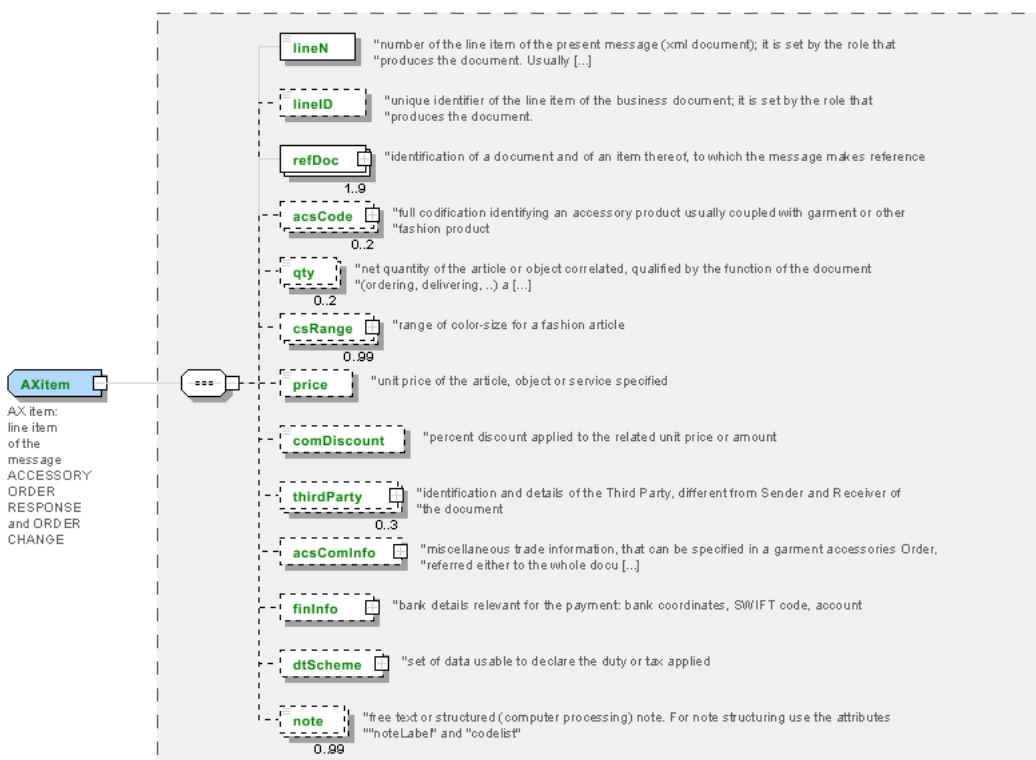 lineN
"number of the line item of the present message (xml document); it is set by the role that
"produces the document. Usually [...]
lineID
"unique identifier of the line item of the business document; it is set by the role that
"produces the document.
refDoc
"identification of a document and of an item thereof, to which the message makes reference
1..9
acsCode
"full codification identifying an accessory product usually coupled with garment or other
"fashion product
0..2
qty
"net quantity of the article or object correlated, qualified by the function of the document
"(ordering, delivering, ..) a [...]
0..2
csRange
"range of color-size for a fashion article
0..99
AXitem
AX item:
line item
of the
message
ACCESSORY
ORDER
RESPONSE
and ORDER
CHANGE
price
"unit price of the article, object or service specified
comDiscount
"percent discount applied to the related unit price or amount
thirdParty
"identification and details of the Third Party, different from Sender and Receiver of
"the document
0..3
acsComInfo
"miscellaneous trade information, that can be specified in a garment accessories Order,
"referred either to the whole docu [...]
finInfo
"bank details relevant for the payment: bank coordinates, SWIFT code, account
dtScheme
"set of data usable to declare the duty or tax applied
note
"free text or structured (computer processing) note. For note structuring use the attributes
""noteLabel" and "codelist"
0..99